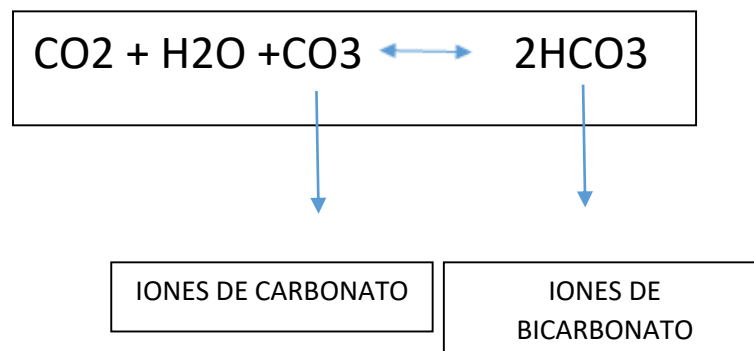 CO2 + H2O +CO3 2HCO3
IONES DE CARBONATO
IONES DE
BICARBONATO